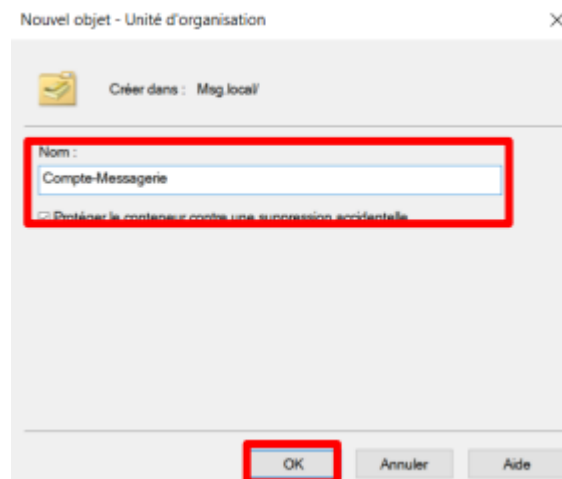 Nouvel objet - Unité d'organisation
Créer dans : Msg.local/
Nom :
Compte-Messagerie
Protéger le conteneur contre une suppression accidentelle
OK Annuler Aide